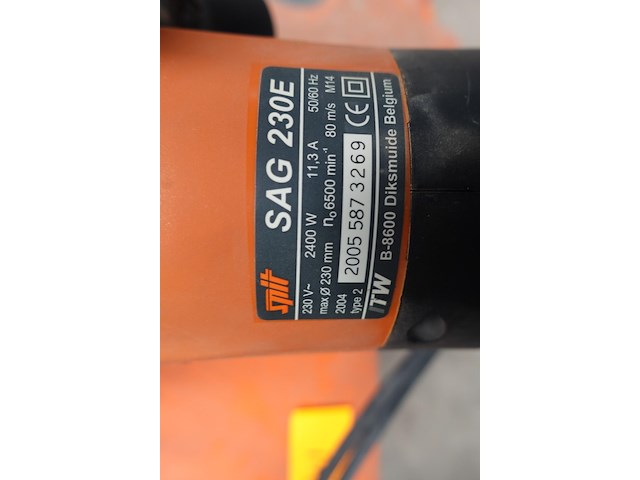 spit SAG 230E
230 V~ 2400 W 11,3 A 50/60 Hz
max Ø 230 mm n₀ 6500 min⁻¹ 80 m/s M14
2004
type 2 2005 587 3269 CE
ITW B-8600 Diksmuide Belgium